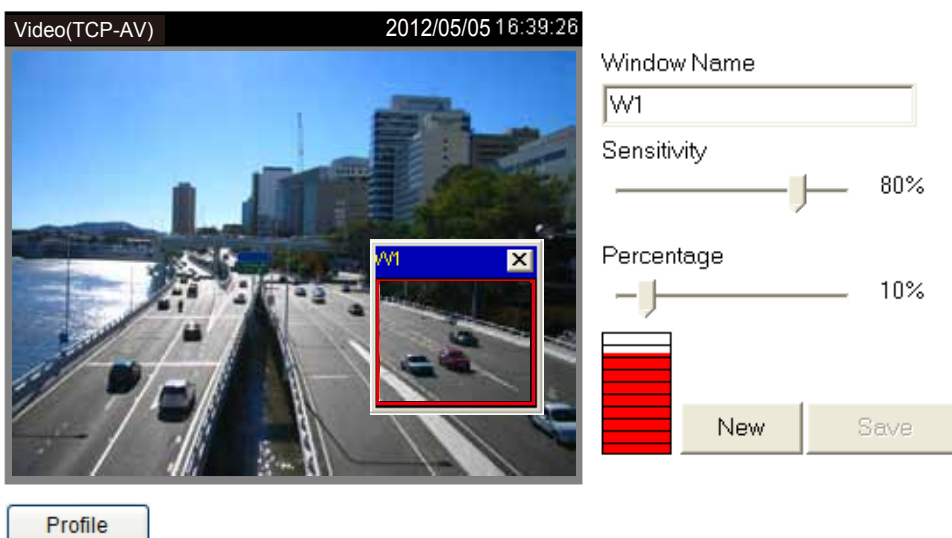 Video(TCP-AV) 2012/05/05 16:39:26
Window Name
W1
Sensitivity
80%
W1
Percentage
10%
New Save
Profile